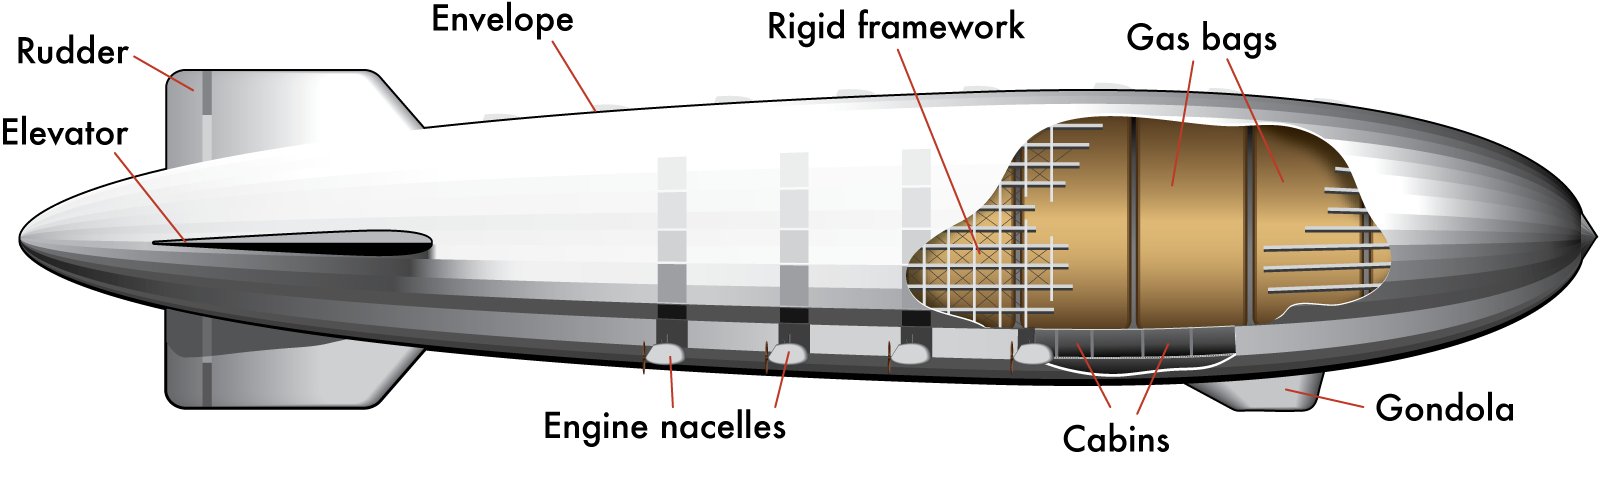 Envelope
Rigid framework
Gas bags
Rudder
Elevator
Engine nacelles
Cabins
Gondola